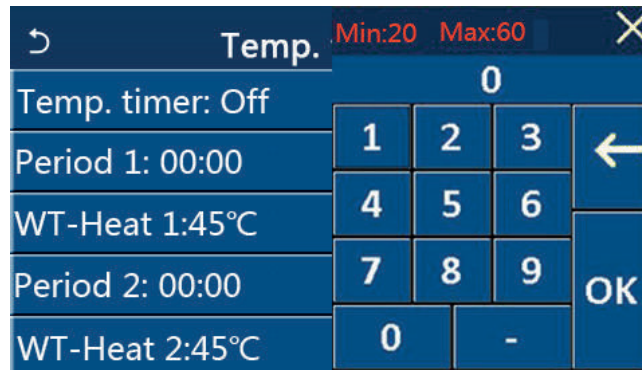 Temp.
Temp. timer: Off
Period 1: 00:00
WT-Heat 1:45℃
Period 2: 00:00
WT-Heat 2:45℃
Min:20 Max:60
0
1 2 3
4 5 6
7 8 9
OK
0 -